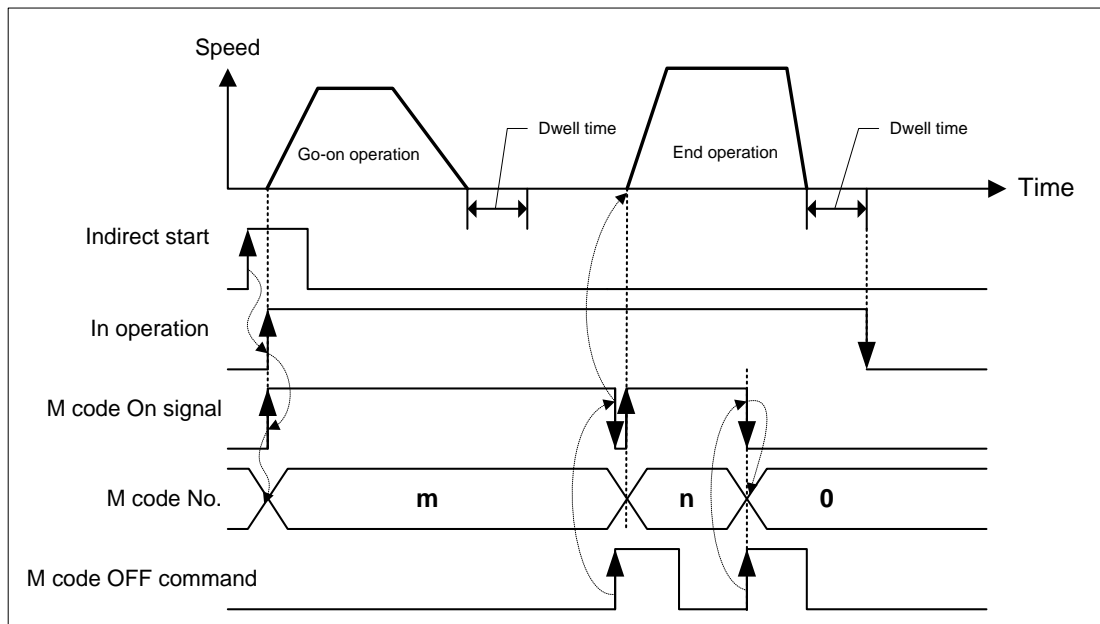 Speed
Dwell time
Dwell time
Go-on operation
End operation
Time
Indirect start
In operation
M code On signal
M code No.
m
n
0
M code OFF command